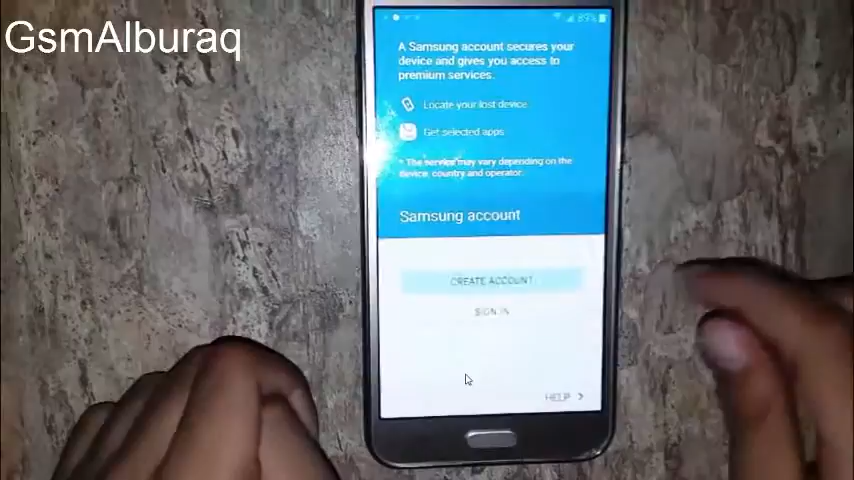 GsmAlburaq
89%
A Samsung account secures your
device and gives you access to
premium services.
Locate your lost device
Get selected apps
* The service may vary depending on the
device, country and operator.
Samsung account
CREATE ACCOUNT
SIGN IN
HELP >